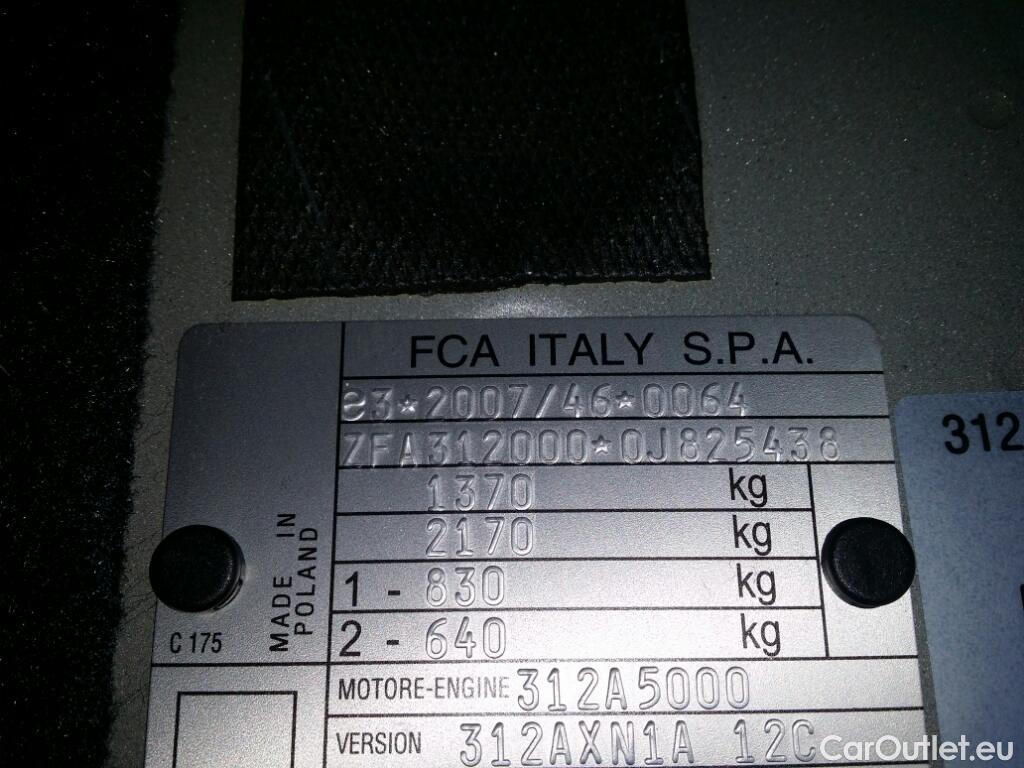 FCA ITALY S.P.A.
e3*2007/46*0064
ZFA312000*0J825438
1370 kg
2170 kg
1 - 830 kg
2 - 640 kg
MADE IN
POLAND
C 175
MOTORE-ENGINE 312A5000
VERSION 312AXN1A 12C
312
CarOutlet.eu